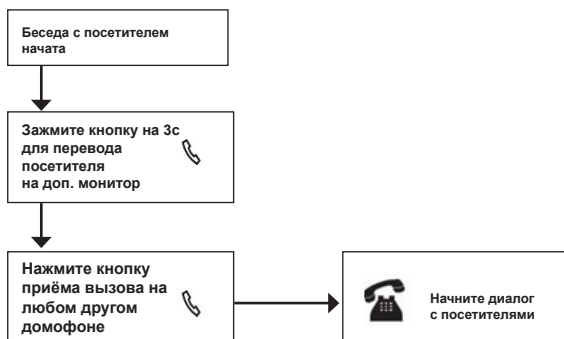 Беседа с посетителем
начата
Зажмите кнопку на 3с
для перевода
посетителя
на доп. монитор
Нажмите кнопку
приёма вызова на
любом другом
домофоне
Начните диалог
с посетителями